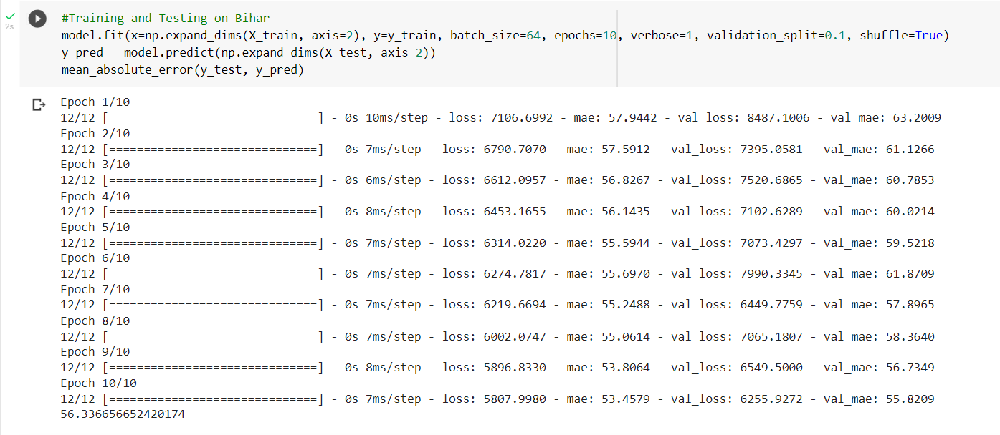 #Training and Testing on Bihar
2s
model.fit(x=np.expand_dims(X_train, axis=2), y=y_train, batch_size=64, epochs=10, verbose=1, validation_split=0.1, shuffle=True)
y_pred = model.predict(np.expand_dims(X_test, axis=2))
mean_absolute_error(y_test, y_pred)
Epoch 1/10
12/12 [==============================] - 0s 10ms/step - loss: 7106.6992 - mae: 57.9442 - val_loss: 8487.1006 - val_mae: 63.2009
Epoch 2/10
12/12 [==============================] - 0s 7ms/step - loss: 6790.7070 - mae: 57.5912 - val_loss: 7395.0581 - val_mae: 61.1266
Epoch 3/10
12/12 [==============================] - 0s 6ms/step - loss: 6612.0957 - mae: 56.8267 - val_loss: 7520.6865 - val_mae: 60.7853
Epoch 4/10
12/12 [==============================] - 0s 8ms/step - loss: 6453.1655 - mae: 56.1435 - val_loss: 7102.6289 - val_mae: 60.0214
Epoch 5/10
12/12 [==============================] - 0s 7ms/step - loss: 6314.0220 - mae: 55.5944 - val_loss: 7073.4297 - val_mae: 59.5218
Epoch 6/10
12/12 [==============================] - 0s 7ms/step - loss: 6274.7817 - mae: 55.6970 - val_loss: 7990.3345 - val_mae: 61.8709
Epoch 7/10
12/12 [==============================] - 0s 7ms/step - loss: 6219.6694 - mae: 55.2488 - val_loss: 6449.7759 - val_mae: 57.8965
Epoch 8/10
12/12 [==============================] - 0s 7ms/step - loss: 6002.0747 - mae: 55.0614 - val_loss: 7065.1807 - val_mae: 58.3640
Epoch 9/10
12/12 [==============================] - 0s 8ms/step - loss: 5896.8330 - mae: 53.8064 - val_loss: 6549.5000 - val_mae: 56.7349
Epoch 10/10
12/12 [==============================] - 0s 7ms/step - loss: 5807.9980 - mae: 53.4579 - val_loss: 6255.9272 - val_mae: 55.8209
56.336656652420174